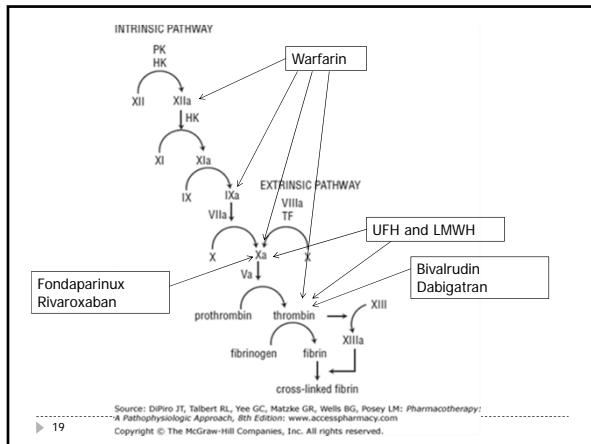 INTRINSIC PATHWAY
PK
HK
Warfarin
XII
XIIa
HK
XI
XIa
IX
IXa
EXTRINSIC PATHWAY
VIIa
VIIIa
TF
X
Xa
X
UFH and LMWH
Va
Bivalrudin
Dabigatran
Fondaparinux
Rivaroxaban
prothrombin
thrombin
XIII
XIIIa
fibrinogen
fibrin
cross-linked fibrin
Source: DiPiro JT, Talbert RL, Yee GC, Matzke GR, Wells BG, Posey LM: Pharmacotherapy:
A Pathophysiologic Approach, 8th Edition: www.accesspharmacy.com
Copyright © The McGraw-Hill Companies, Inc. All rights reserved.
19